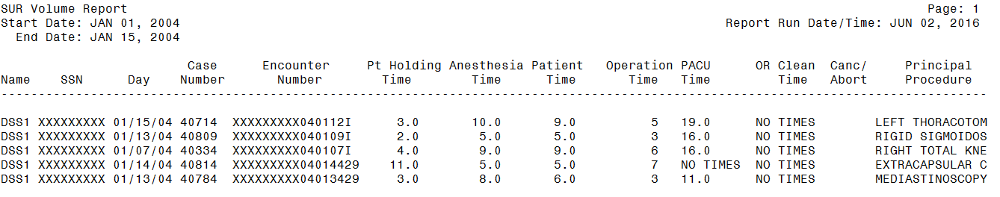 SUR Volume Report Page: 1
Start Date: JAN 01, 2004 Report Run Date/Time: JUN 02, 2016
End Date: JAN 15, 2004
Case Encounter Pt Holding Anesthesia Patient Operation PACU OR Clean Canc/ Principal
Name SSN Day Number Number Time Time Time Time Time Time Abort Procedure
------------------------------------------------------------------------------------------------------------------------------------
DSS1 XXXXXXXXX 01/15/04 40714 XXXXXXXXX040112I 3.0 10.0 9.0 5 19.0 NO TIMES LEFT THORACOTOM
DSS1 XXXXXXXXX 01/13/04 40809 XXXXXXXXX040109I 2.0 5.0 5.0 3 16.0 NO TIMES RIGID SIGMOIDOS
DSS1 XXXXXXXXX 01/07/04 40334 XXXXXXXXX040107I 4.0 9.0 9.0 6 16.0 NO TIMES RIGHT TOTAL KNE
DSS1 XXXXXXXXX 01/14/04 40814 XXXXXXXXX04014429 11.0 5.0 5.0 7 NO TIMES NO TIMES EXTRACAPSULAR C
DSS1 XXXXXXXXX 01/13/04 40784 XXXXXXXXX04013429 3.0 8.0 6.0 3 11.0 NO TIMES MEDIASTINOSCOPY